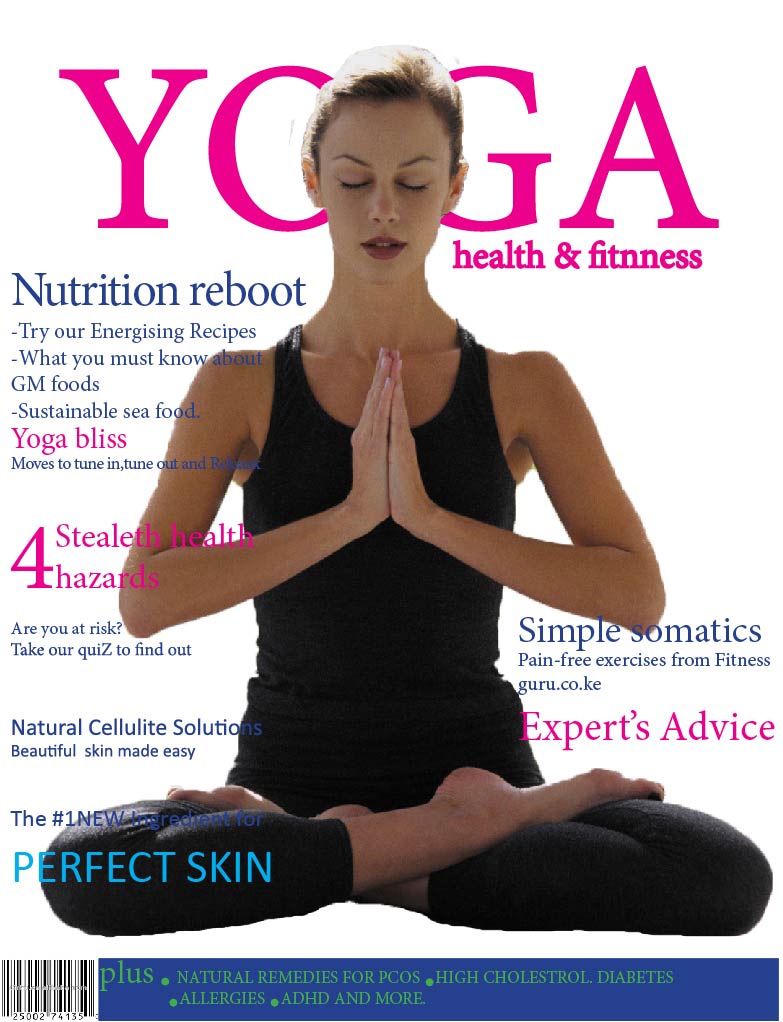 YOGA
health & fitnness
Nutrition reboot
-Try our Energising Recipes
-What you must know about
GM foods
-Sustainable sea food.
Yoga bliss
Moves to tune in,tune out and
4 Stealeth health
hazards
Are you at risk?
Take our quiZ to find out
Simple somatics
Pain-free exercises from Fitness
guru.co.ke
Expert's Advice
Natural Cellulite Solutions
Beautiful skin made easy
The #1NEW ingredient for
PERFECT SKIN
plus • NATURAL REMEDIES FOR PCOS •HIGH CHOLESTROL. DIABETES
•ALLERGIES •ADHD AND MORE.
25002 74135